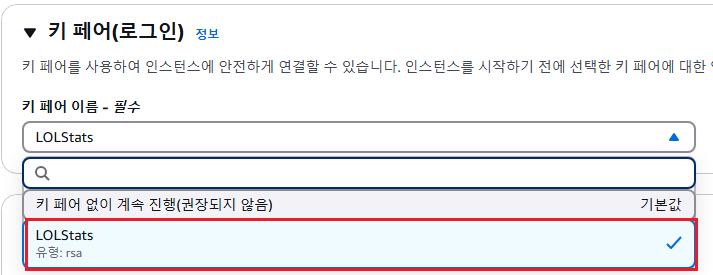 ▼ 키 페어(로그인) 정보
키 페어를 사용하여 인스턴스에 안전하게 연결할 수 있습니다. 인스턴스를 시작하기 전에 선택한 키 페어에 대한
키 페어 이름 - 필수
LOLStats
키 페어 없이 계속 진행(권장되지 않음) 기본값
LOLStats
유형: rsa